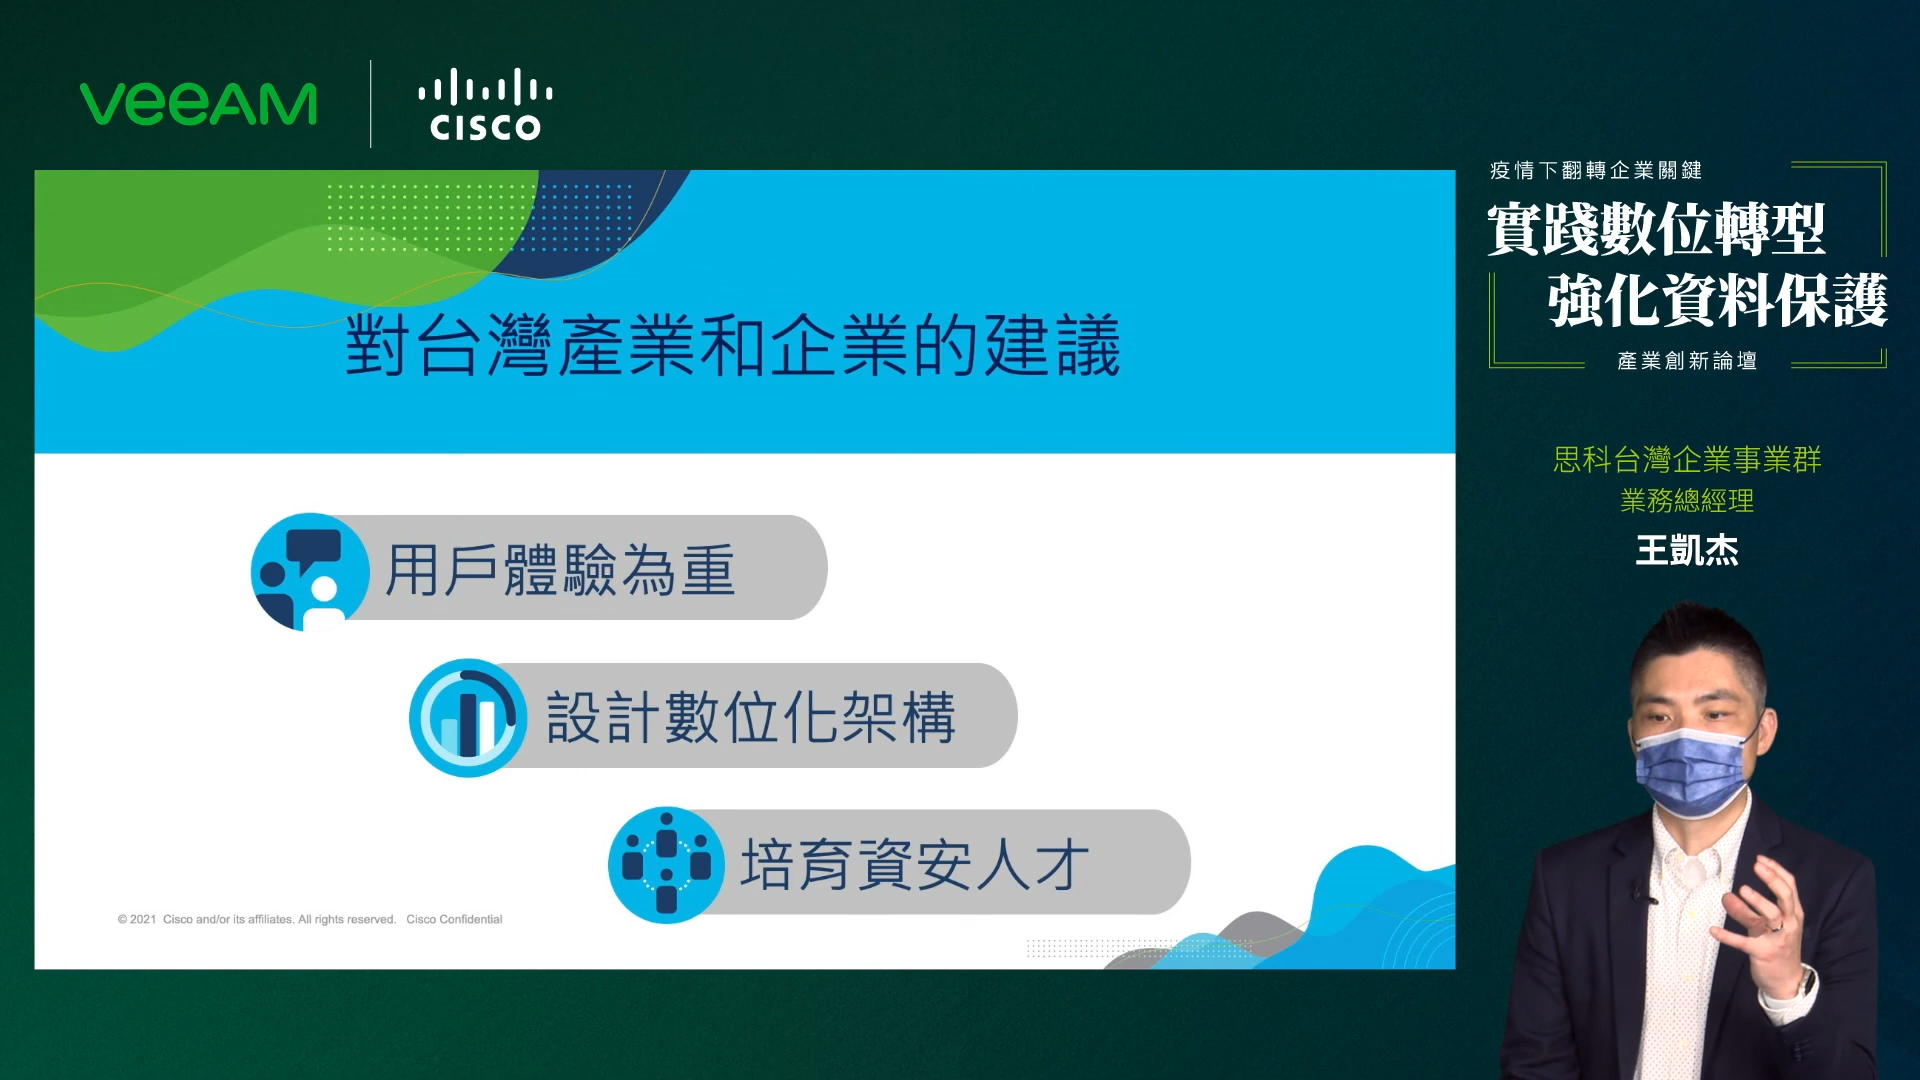 veeam
CISCO
疫情下翻轉企業關鍵
實踐數位轉型
強化資料保護
產業創新論壇
思科台灣企業事業群
業務總經理
王凱杰
對台灣產業和企業的建議
用戶體驗為重
設計數位化架構
培育資安人才
© 2021 Cisco and/or its affiliates. All rights reserved. Cisco Confidential